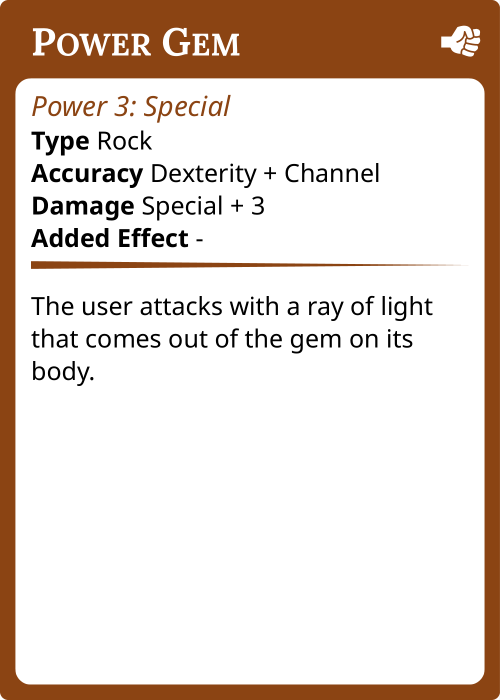 Power Gem
Power 3: Special
Type Rock
Accuracy Dexterity + Channel
Damage Special + 3
Added Effect -
The user attacks with a ray of light
that comes out of the gem on its
body.